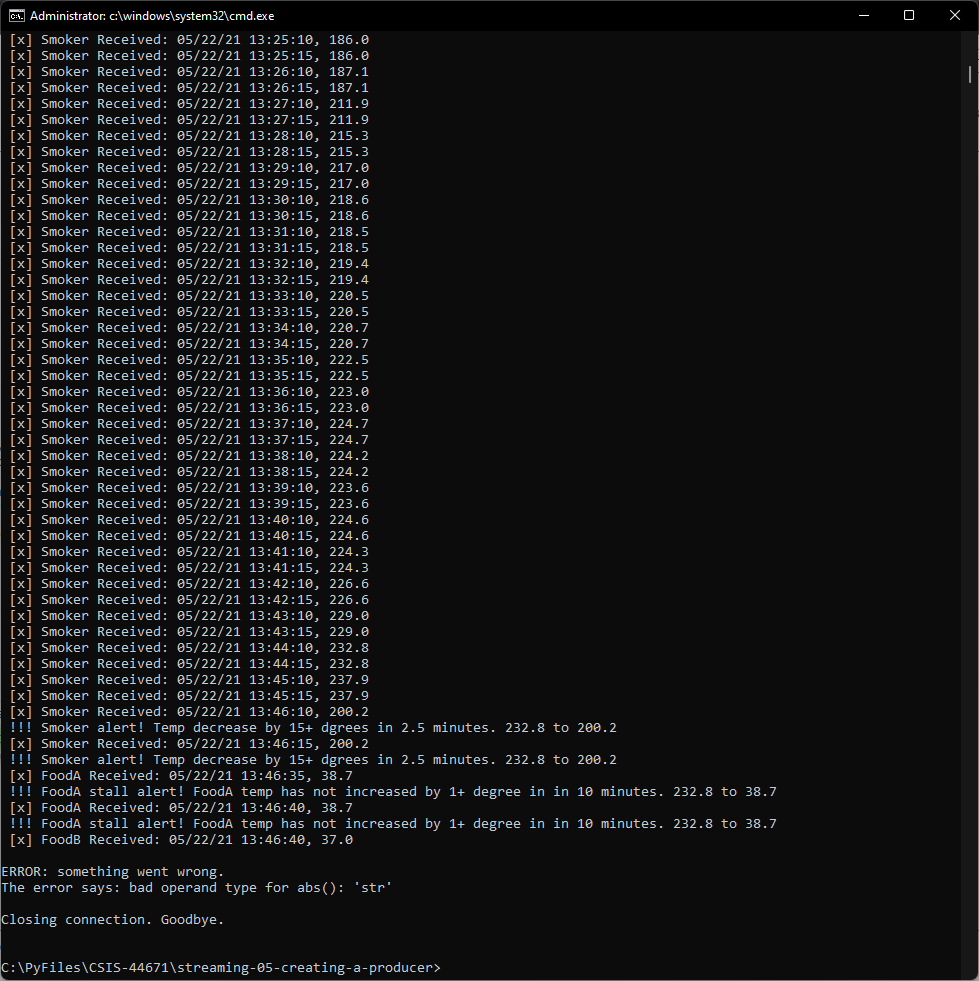 Administrator: c:\windows\system32\cmd.exe
[x] Smoker Received: 05/22/21 13:25:10, 186.0
[x] Smoker Received: 05/22/21 13:25:15, 186.0
[x] Smoker Received: 05/22/21 13:26:10, 187.1
[x] Smoker Received: 05/22/21 13:26:15, 187.1
[x] Smoker Received: 05/22/21 13:27:10, 211.9
[x] Smoker Received: 05/22/21 13:27:15, 211.9
[x] Smoker Received: 05/22/21 13:28:10, 215.3
[x] Smoker Received: 05/22/21 13:28:15, 215.3
[x] Smoker Received: 05/22/21 13:29:10, 217.0
[x] Smoker Received: 05/22/21 13:29:15, 217.0
[x] Smoker Received: 05/22/21 13:30:10, 218.6
[x] Smoker Received: 05/22/21 13:30:15, 218.6
[x] Smoker Received: 05/22/21 13:31:10, 218.5
[x] Smoker Received: 05/22/21 13:31:15, 218.5
[x] Smoker Received: 05/22/21 13:32:10, 219.4
[x] Smoker Received: 05/22/21 13:32:15, 219.4
[x] Smoker Received: 05/22/21 13:33:10, 220.5
[x] Smoker Received: 05/22/21 13:33:15, 220.5
[x] Smoker Received: 05/22/21 13:34:10, 220.7
[x] Smoker Received: 05/22/21 13:34:15, 220.7
[x] Smoker Received: 05/22/21 13:35:10, 222.5
[x] Smoker Received: 05/22/21 13:35:15, 222.5
[x] Smoker Received: 05/22/21 13:36:10, 223.0
[x] Smoker Received: 05/22/21 13:36:15, 223.0
[x] Smoker Received: 05/22/21 13:37:10, 224.7
[x] Smoker Received: 05/22/21 13:37:15, 224.7
[x] Smoker Received: 05/22/21 13:38:10, 224.2
[x] Smoker Received: 05/22/21 13:38:15, 224.2
[x] Smoker Received: 05/22/21 13:39:10, 223.6
[x] Smoker Received: 05/22/21 13:39:15, 223.6
[x] Smoker Received: 05/22/21 13:40:10, 224.6
[x] Smoker Received: 05/22/21 13:40:15, 224.6
[x] Smoker Received: 05/22/21 13:41:10, 224.3
[x] Smoker Received: 05/22/21 13:41:15, 224.3
[x] Smoker Received: 05/22/21 13:42:10, 226.6
[x] Smoker Received: 05/22/21 13:42:15, 226.6
[x] Smoker Received: 05/22/21 13:43:10, 229.0
[x] Smoker Received: 05/22/21 13:43:15, 229.0
[x] Smoker Received: 05/22/21 13:44:10, 232.8
[x] Smoker Received: 05/22/21 13:44:15, 232.8
[x] Smoker Received: 05/22/21 13:45:10, 237.9
[x] Smoker Received: 05/22/21 13:45:15, 237.9
[x] Smoker Received: 05/22/21 13:46:10, 200.2
!!! Smoker alert! Temp decrease by 15+ dgrees in 2.5 minutes. 232.8 to 200.2
[x] Smoker Received: 05/22/21 13:46:15, 200.2
!!! Smoker alert! Temp decrease by 15+ dgrees in 2.5 minutes. 232.8 to 200.2
[x] FoodA Received: 05/22/21 13:46:35, 38.7
!!! FoodA stall alert! FoodA temp has not increased by 1+ degree in in 10 minutes. 232.8 to 38.7
[x] FoodA Received: 05/22/21 13:46:40, 38.7
!!! FoodA stall alert! FoodA temp has not increased by 1+ degree in in 10 minutes. 232.8 to 38.7
[x] FoodB Received: 05/22/21 13:46:40, 37.0
ERROR: something went wrong.
The error says: bad operand type for abs(): 'str'
Closing connection. Goodbye.
C:\PyFiles\CSIS-44671\streaming-05-creating-a-producer>